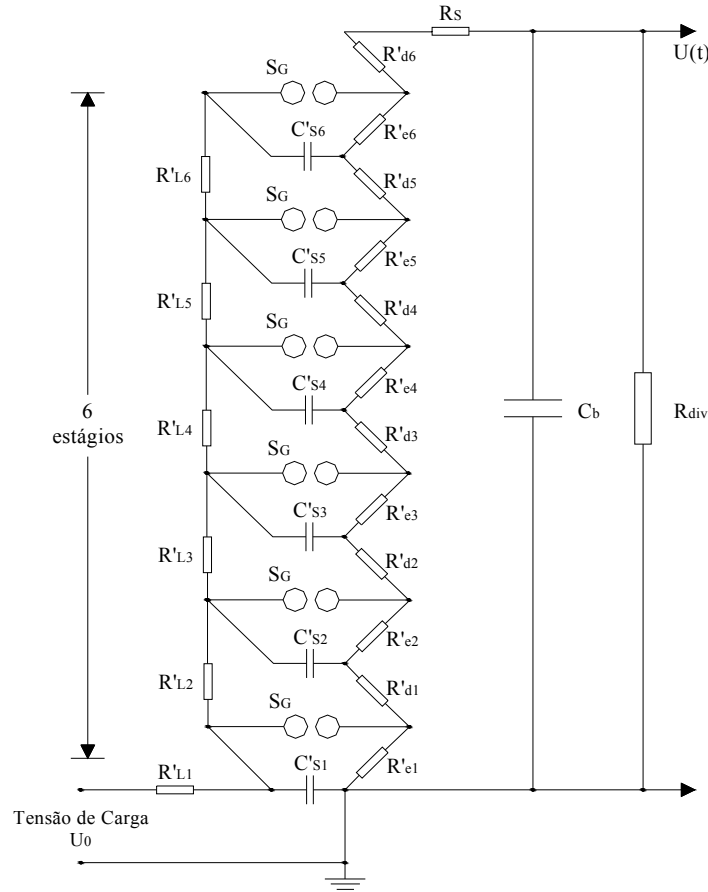 RS
R'd6
U(t)
SG
R'e6
C'S6
R'L6
R'd5
SG
R'e5
C'S5
R'L5
R'd4
SG
R'e4
C'S4
6
estágios
Cb
Rdiv
R'L4
R'd3
SG
R'e3
C'S3
R'L3
R'd2
SG
R'e2
C'S2
R'L2
R'd1
SG
R'e1
C'S1
R'L1
Tensão de Carga
U0